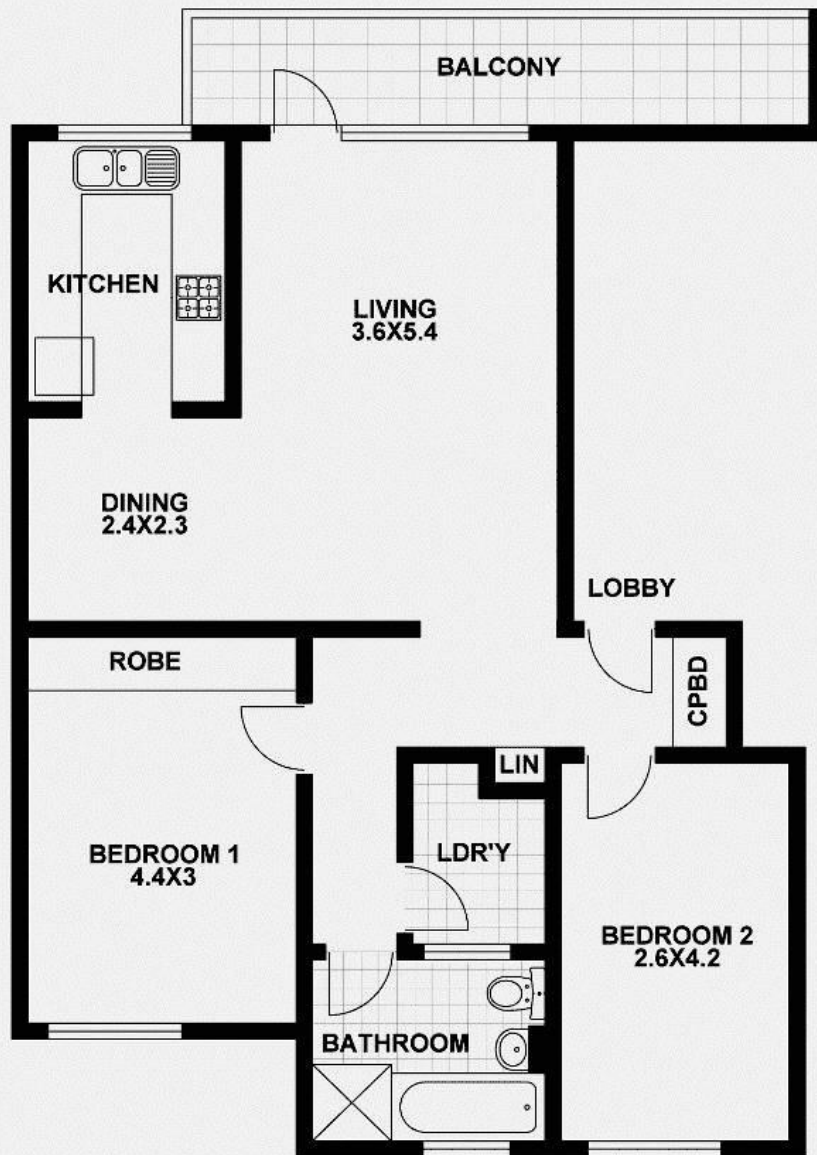 BALCONY
KITCHEN
LIVING
3.6X5.4
DINING
2.4X2.3
LOBBY
ROBE
CPBD
LIN
BEDROOM 1
4.4X3
LDR'Y
BEDROOM 2
2.6X4.2
BATHROOM